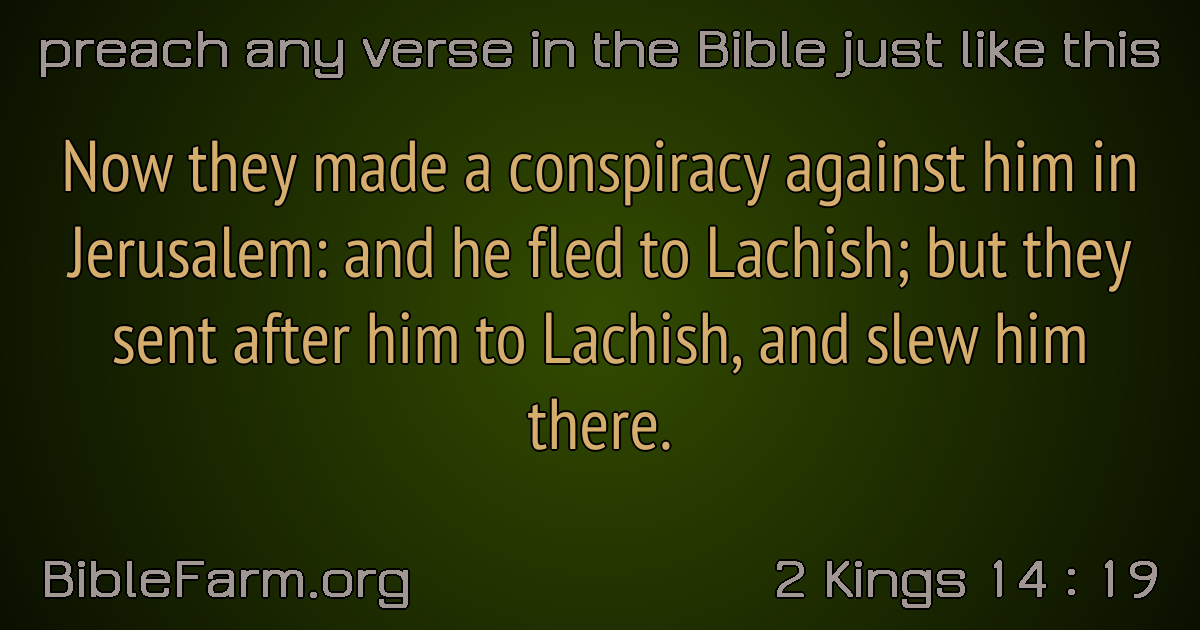 preach any verse in the Bible just like this
Now they made a conspiracy against him in
Jerusalem: and he fled to Lachish; but they
sent after him to Lachish, and slew him
there.
BibleFarm.org
2 Kings 14 : 19